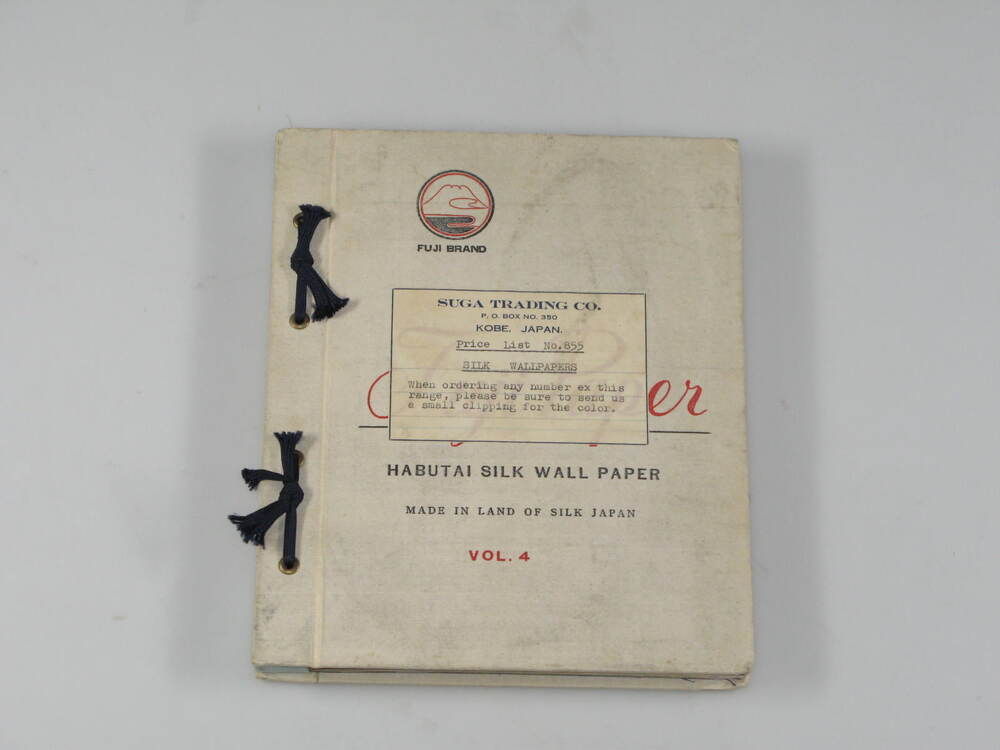 FUJI BRAND
SUGA TRADING CO.
P. O. BOX NO. 350
KOBE, JAPAN.
Price List No.855
SILK WALLPAPERS
When ordering any number ex this
range, please be sure to send us
a small clipping for the color.
HABUTAI SILK WALL PAPER
MADE IN LAND OF SILK JAPAN
VOL. 4